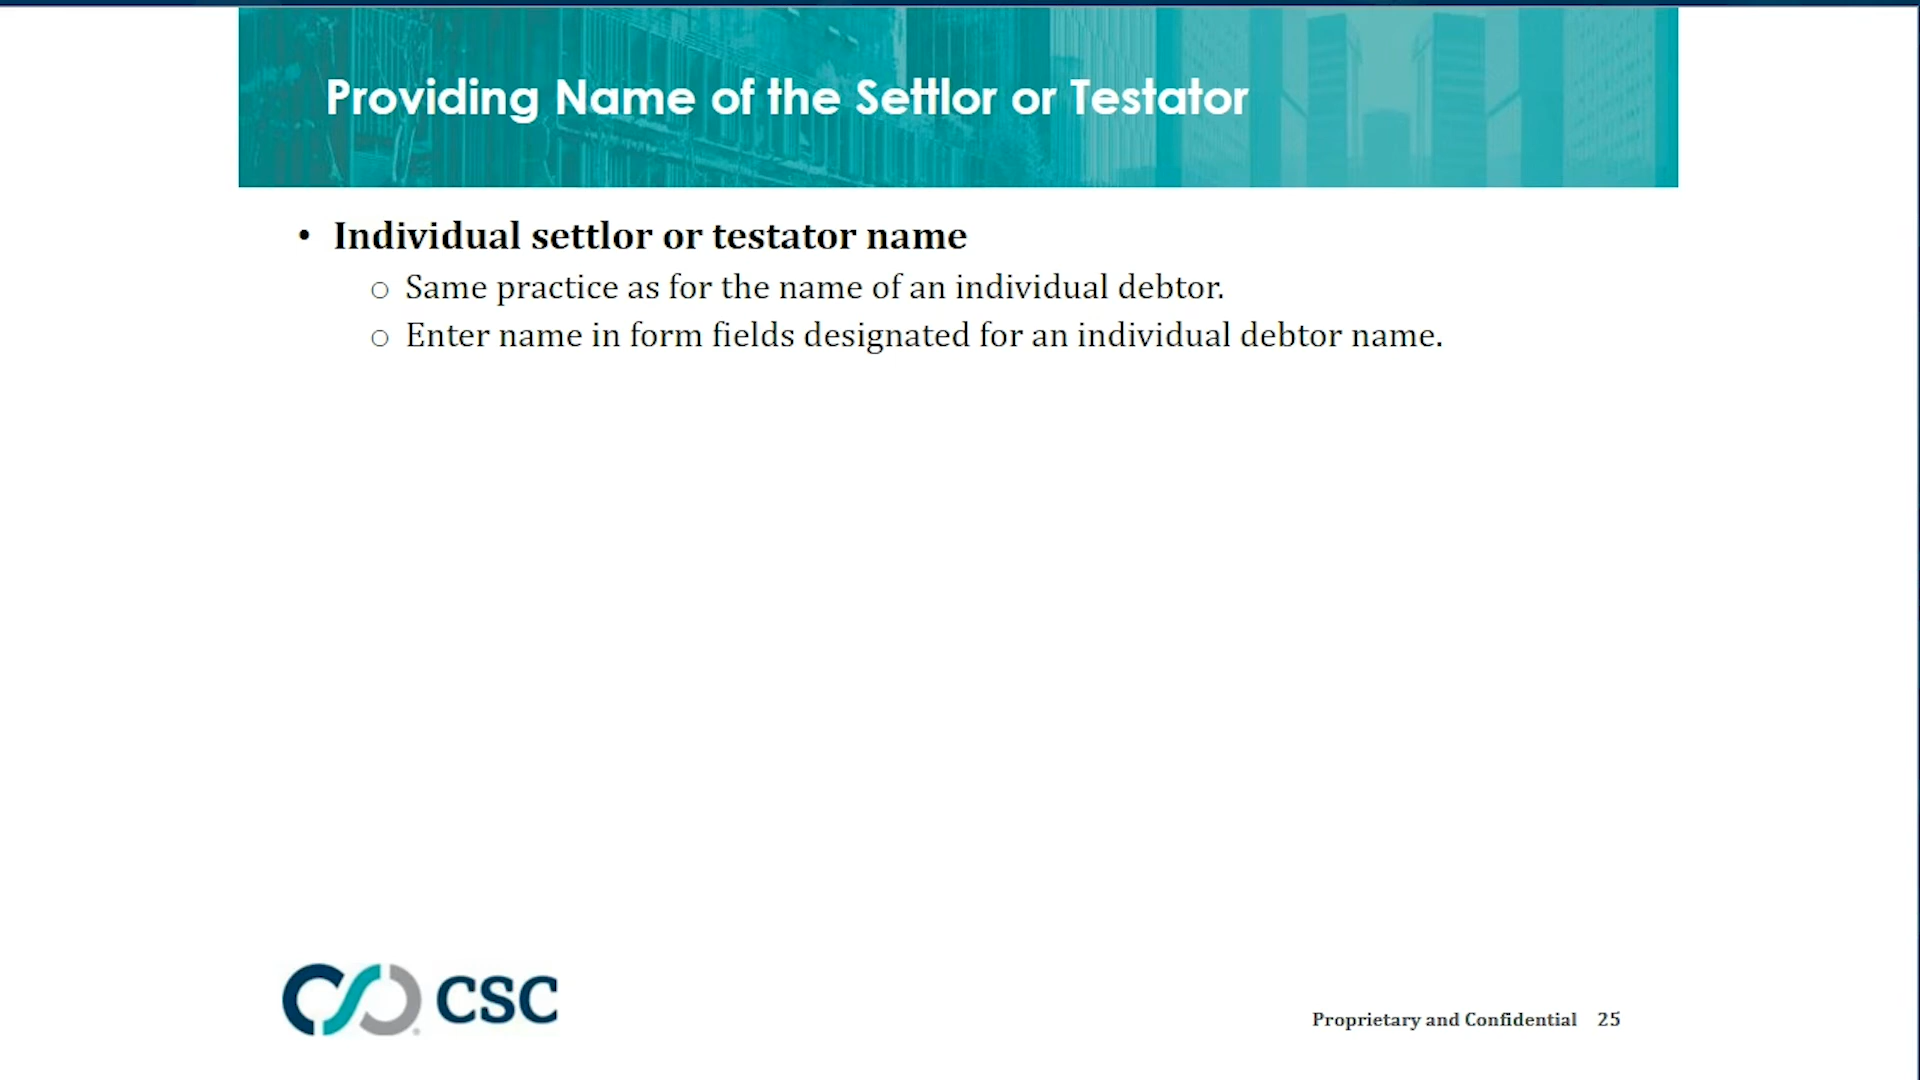 Providing Name of the Settlor or Testator
• Individual settlor or testator name
○ Same practice as for the name of an individual debtor.
○ Enter name in form fields designated for an individual debtor name.
CSC
Proprietary and Confidential 25